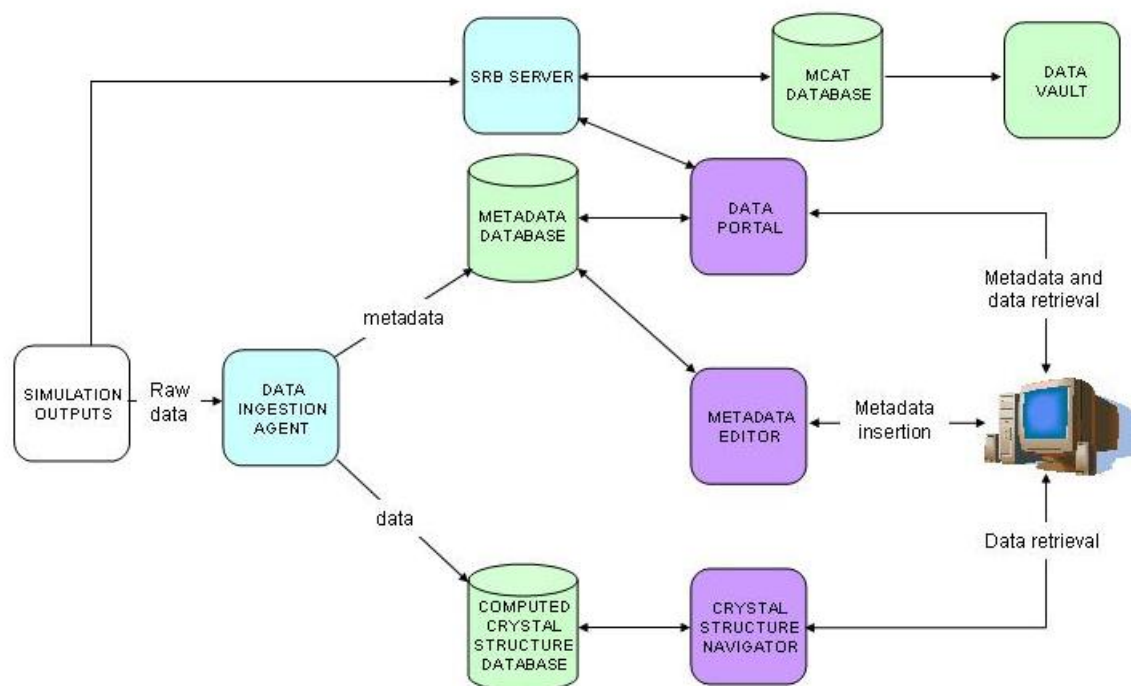 SRB SERVER
MCAT
DATABASE
DATA
VAULT
METADATA
DATABASE
DATA
PORTAL
Metadata and
data retrieval
metadata
SIMULATION
OUTPUTS
Raw
data
DATA
INGESTION
AGENT
METADATA
EDITOR
Metadata
insertion
data
Data retrieval
COMPUTED
CRYSTAL
STRUCTURE
DATABASE
CRYSTAL
STRUCTURE
NAVIGATOR